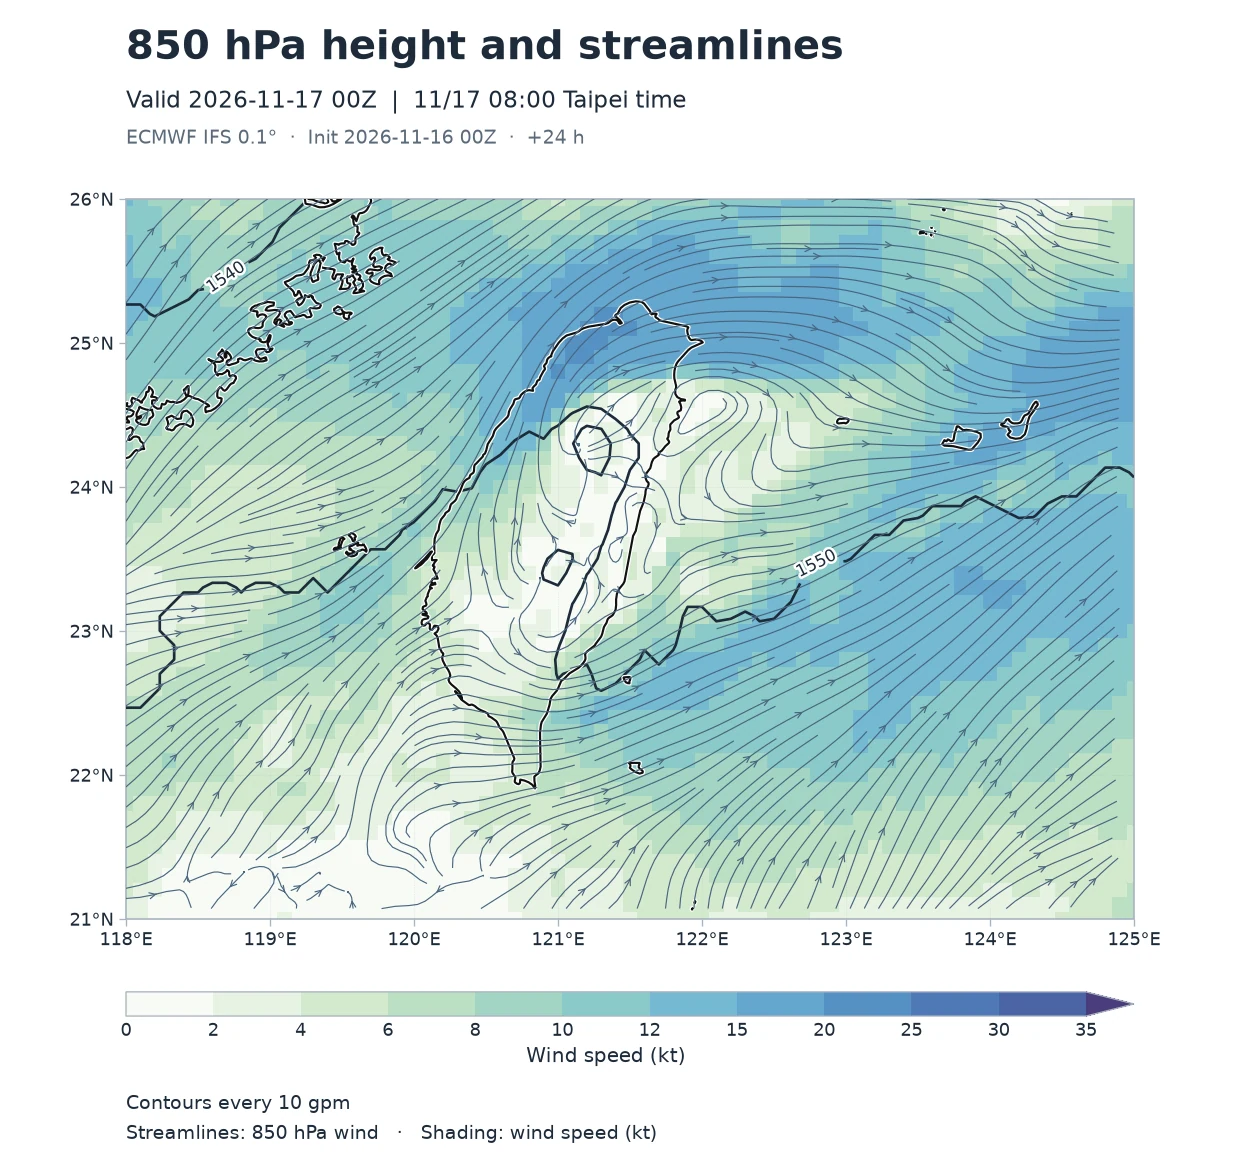 850 hPa height and streamlines
Valid 2026-11-17 00Z | 11/17 08:00 Taipei time
ECMWF IFS 0.1° · Init 2026-11-16 00Z · +24 h
26°N
25°N
24°N
23°N
22°N
21°N
1540
1550
118°E 119°E 120°E 121°E 122°E 123°E 124°E 125°E
0 2 4 6 8 10 12 15 20 25 30 35
Wind speed (kt)
Contours every 10 gpm
Streamlines: 850 hPa wind · Shading: wind speed (kt)